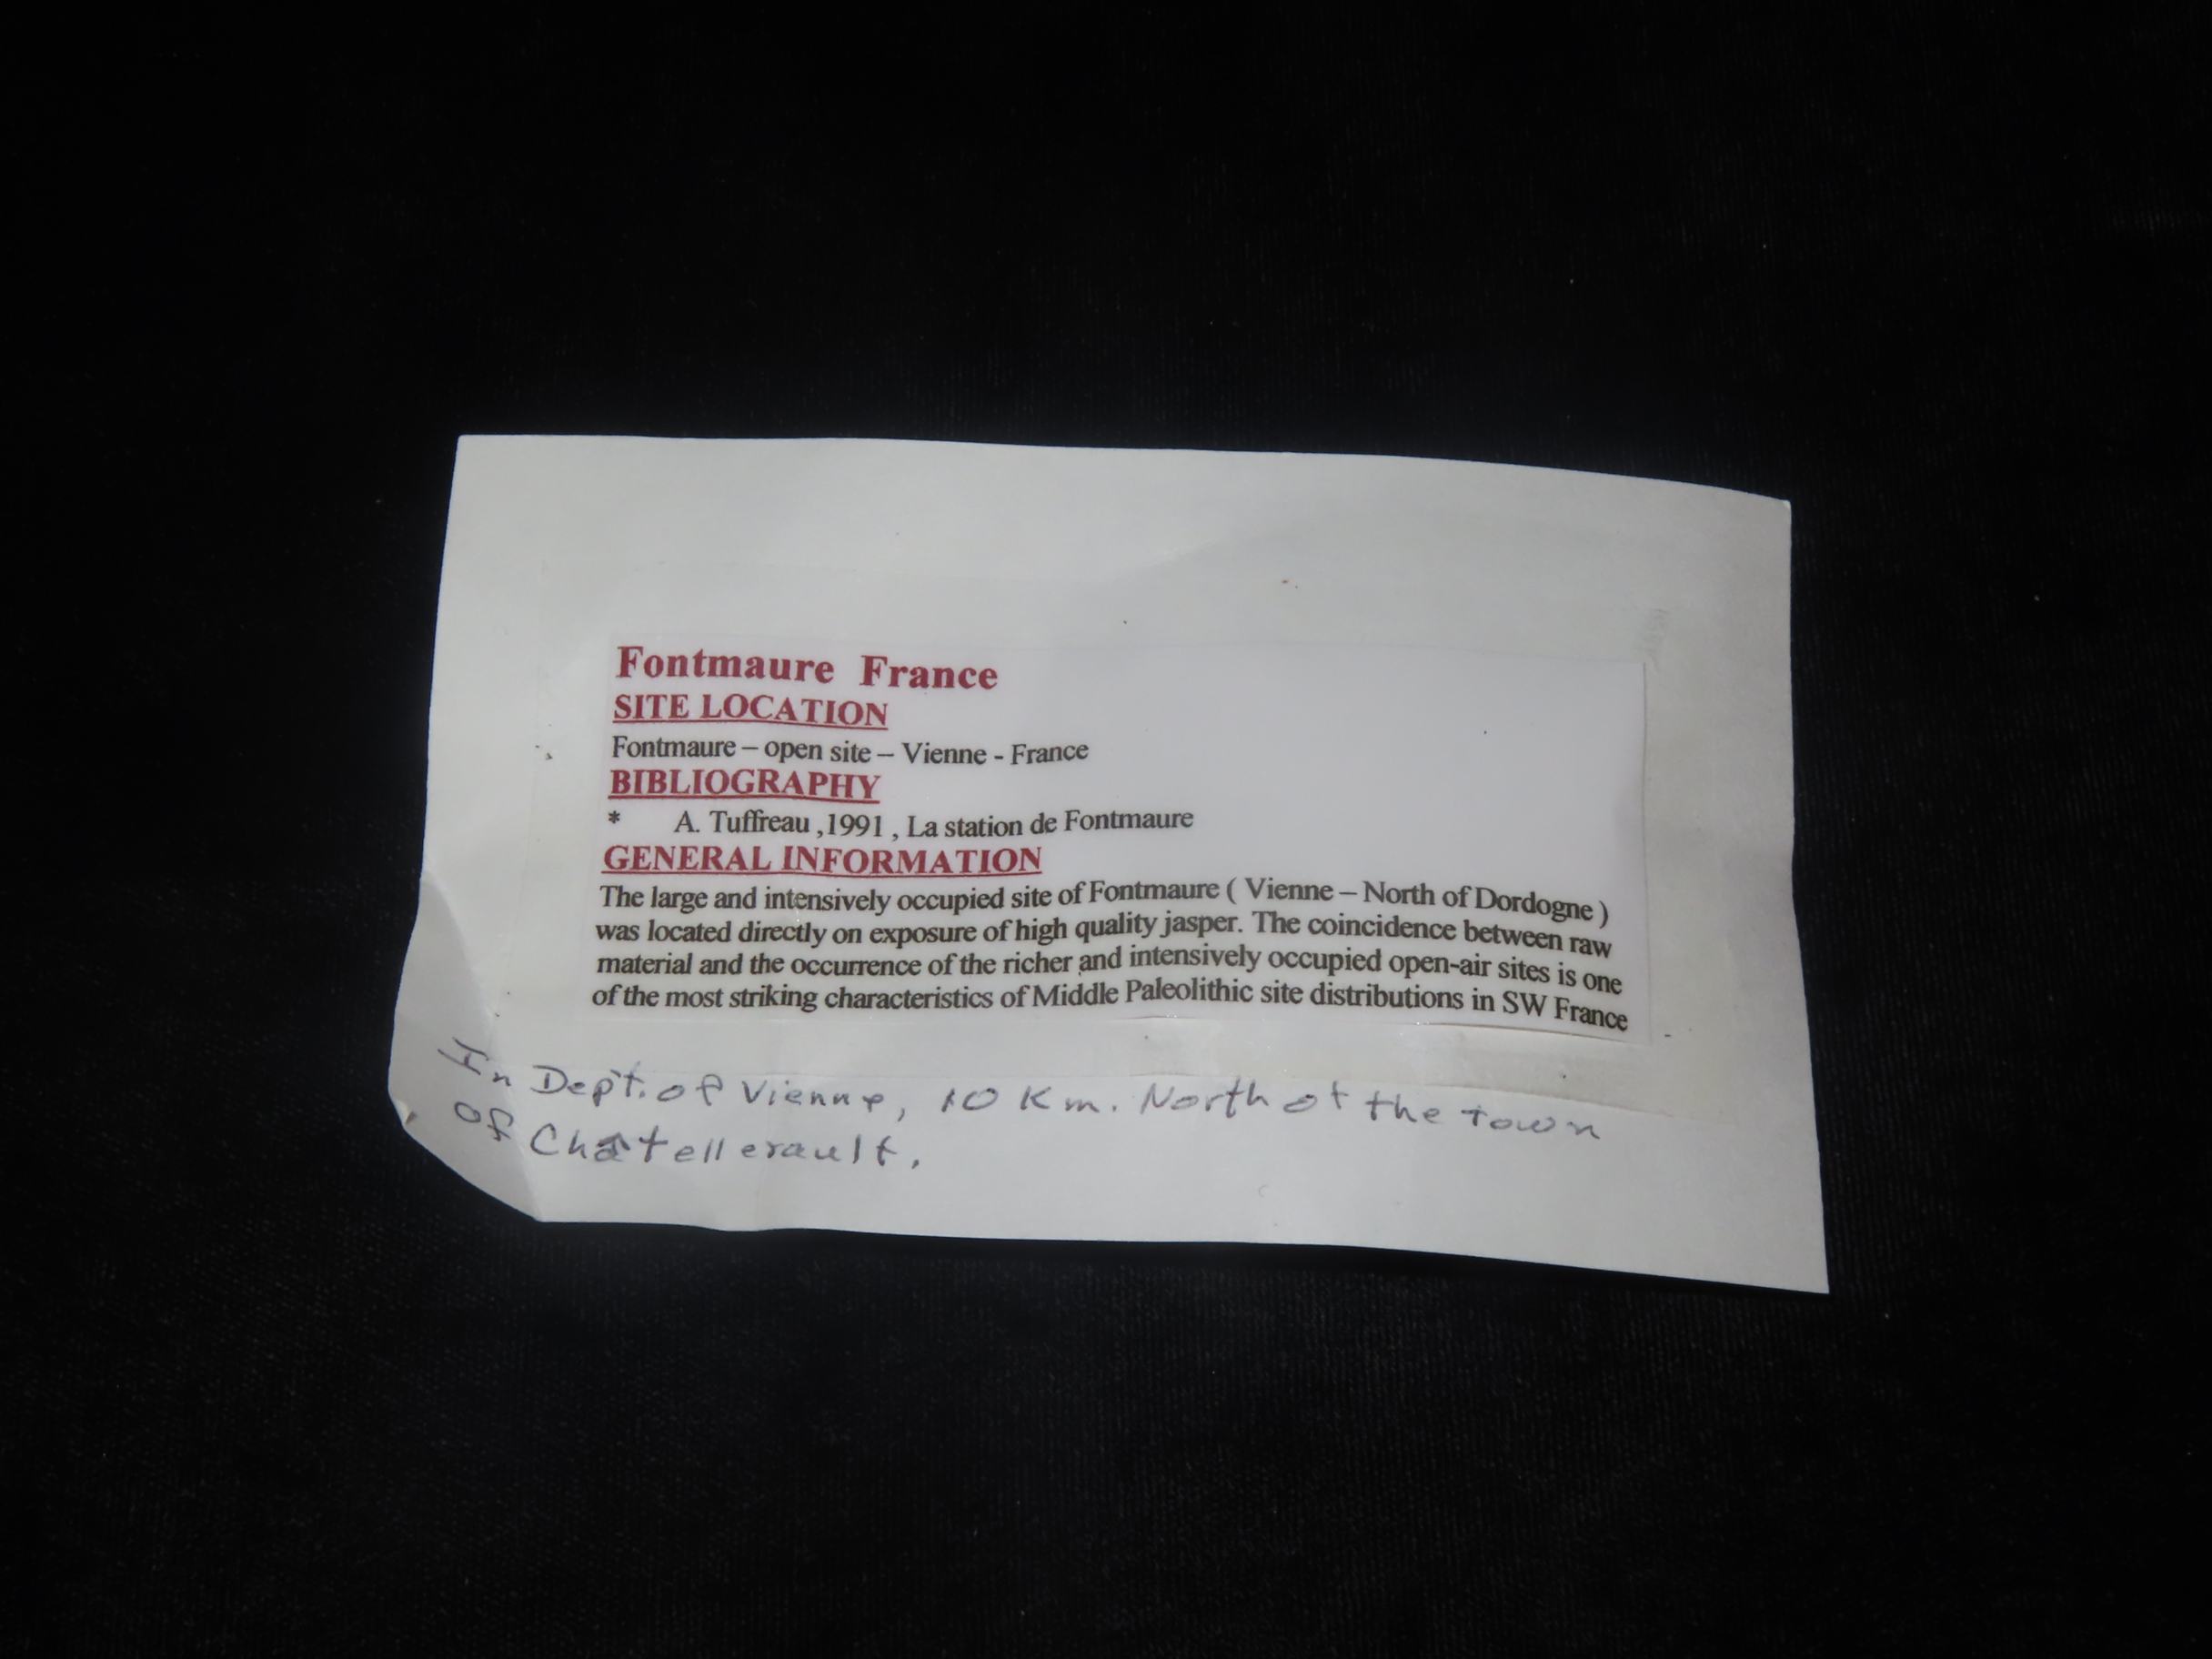 Fontmaure France
SITE LOCATION
Fontmaure – open site – Vienne - France
BIBLIOGRAPHY
* A. Tuffreau ,1991 , La station de Fontmaure
GENERAL INFORMATION
The large and intensively occupied site of Fontmaure ( Vienne – North of Dordogne )
was located directly on exposure of high quality jasper. The coincidence between raw
material and the occurrence of the richer and intensively occupied open-air sites is one
of the most striking characteristics of Middle Paleolithic site distributions in SW France
In Dept. of Vienne, 10 Km. North of the town
of Châtellerault.